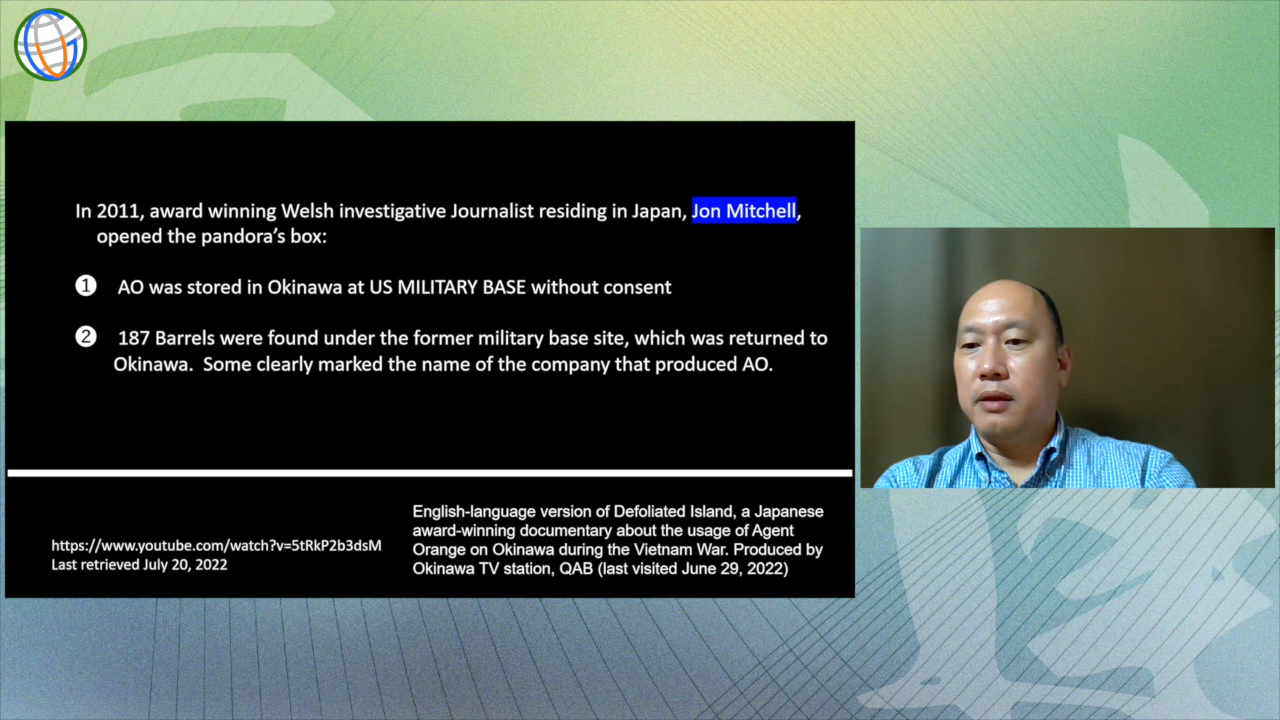 In 2011, award winning Welsh investigative Journalist residing in Japan, Jon Mitchell,
opened the pandora’s box:
❶ AO was stored in Okinawa at US MILITARY BASE without consent
❷ 187 Barrels were found under the former military base site, which was returned to
Okinawa. Some clearly marked the name of the company that produced AO.
https://www.youtube.com/watch?v=5tRkP2b3dsM
Last retrieved July 20, 2022
English-language version of Defoliated Island, a Japanese
award-winning documentary about the usage of Agent
Orange on Okinawa during the Vietnam War. Produced by
Okinawa TV station, QAB (last visited June 29, 2022)